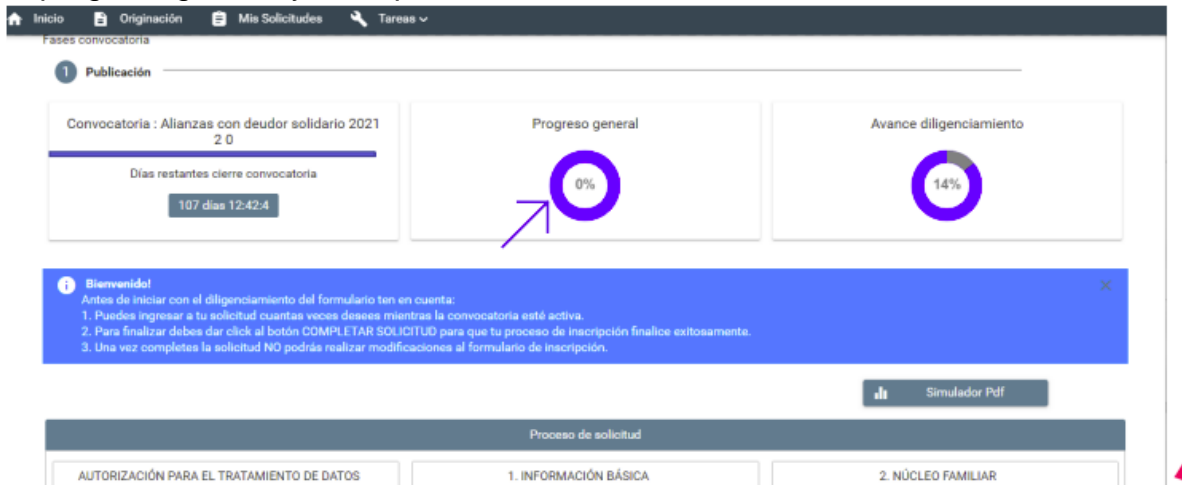 Inicio Originación Mis Solicitudes Tareas
Fases convocatoria
1 Publicación
Convocatoria : Alianzas con deudor solidario 2021
2 0
Días restantes cierre convocatoria
107 días 12:42:4
Progreso general
0%
Avance diligenciamiento
14%
Bienvenido!
Antes de iniciar con el diligenciamiento del formulario ten en cuenta:
1. Puedes ingresar a tu solicitud cuantas veces desees mientras la convocatoria esté activa.
2. Para finalizar debes dar click al botón COMPLETAR SOLICITUD para que tu proceso de inscripción finalice exitosamente.
3. Una vez completes la solicitud NO podrás realizar modificaciones al formulario de inscripción.
Simulador Pdf
Proceso de solicitud
AUTORIZACIÓN PARA EL TRATAMIENTO DE DATOS
1. INFORMACIÓN BÁSICA
2. NÚCLEO FAMILIAR